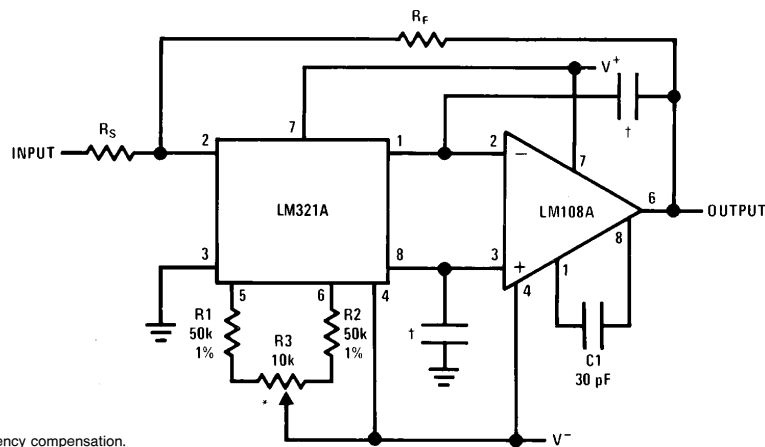 R_F
V+
R_S
†
INPUT
2
7
1
2
−
7
LM321A
LM108A
6
OUTPUT
8
3
8
3
+
1
4
5
6
4
R1
50k
1%
R3
10k
*
R2
50k
1%
†
C1
30 pF
V−
ency compensation.